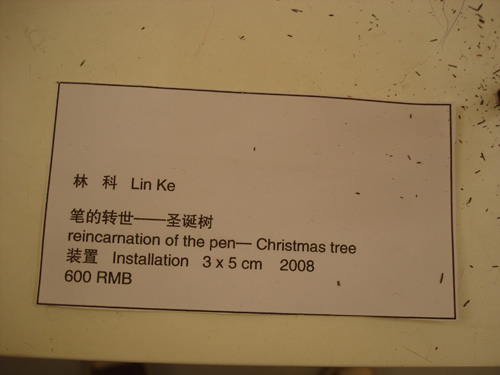 林 科 Lin Ke
笔的转世——圣诞树
reincarnation of the pen— Christmas tree
装置 Installation 3 x 5 cm 2008
600 RMB